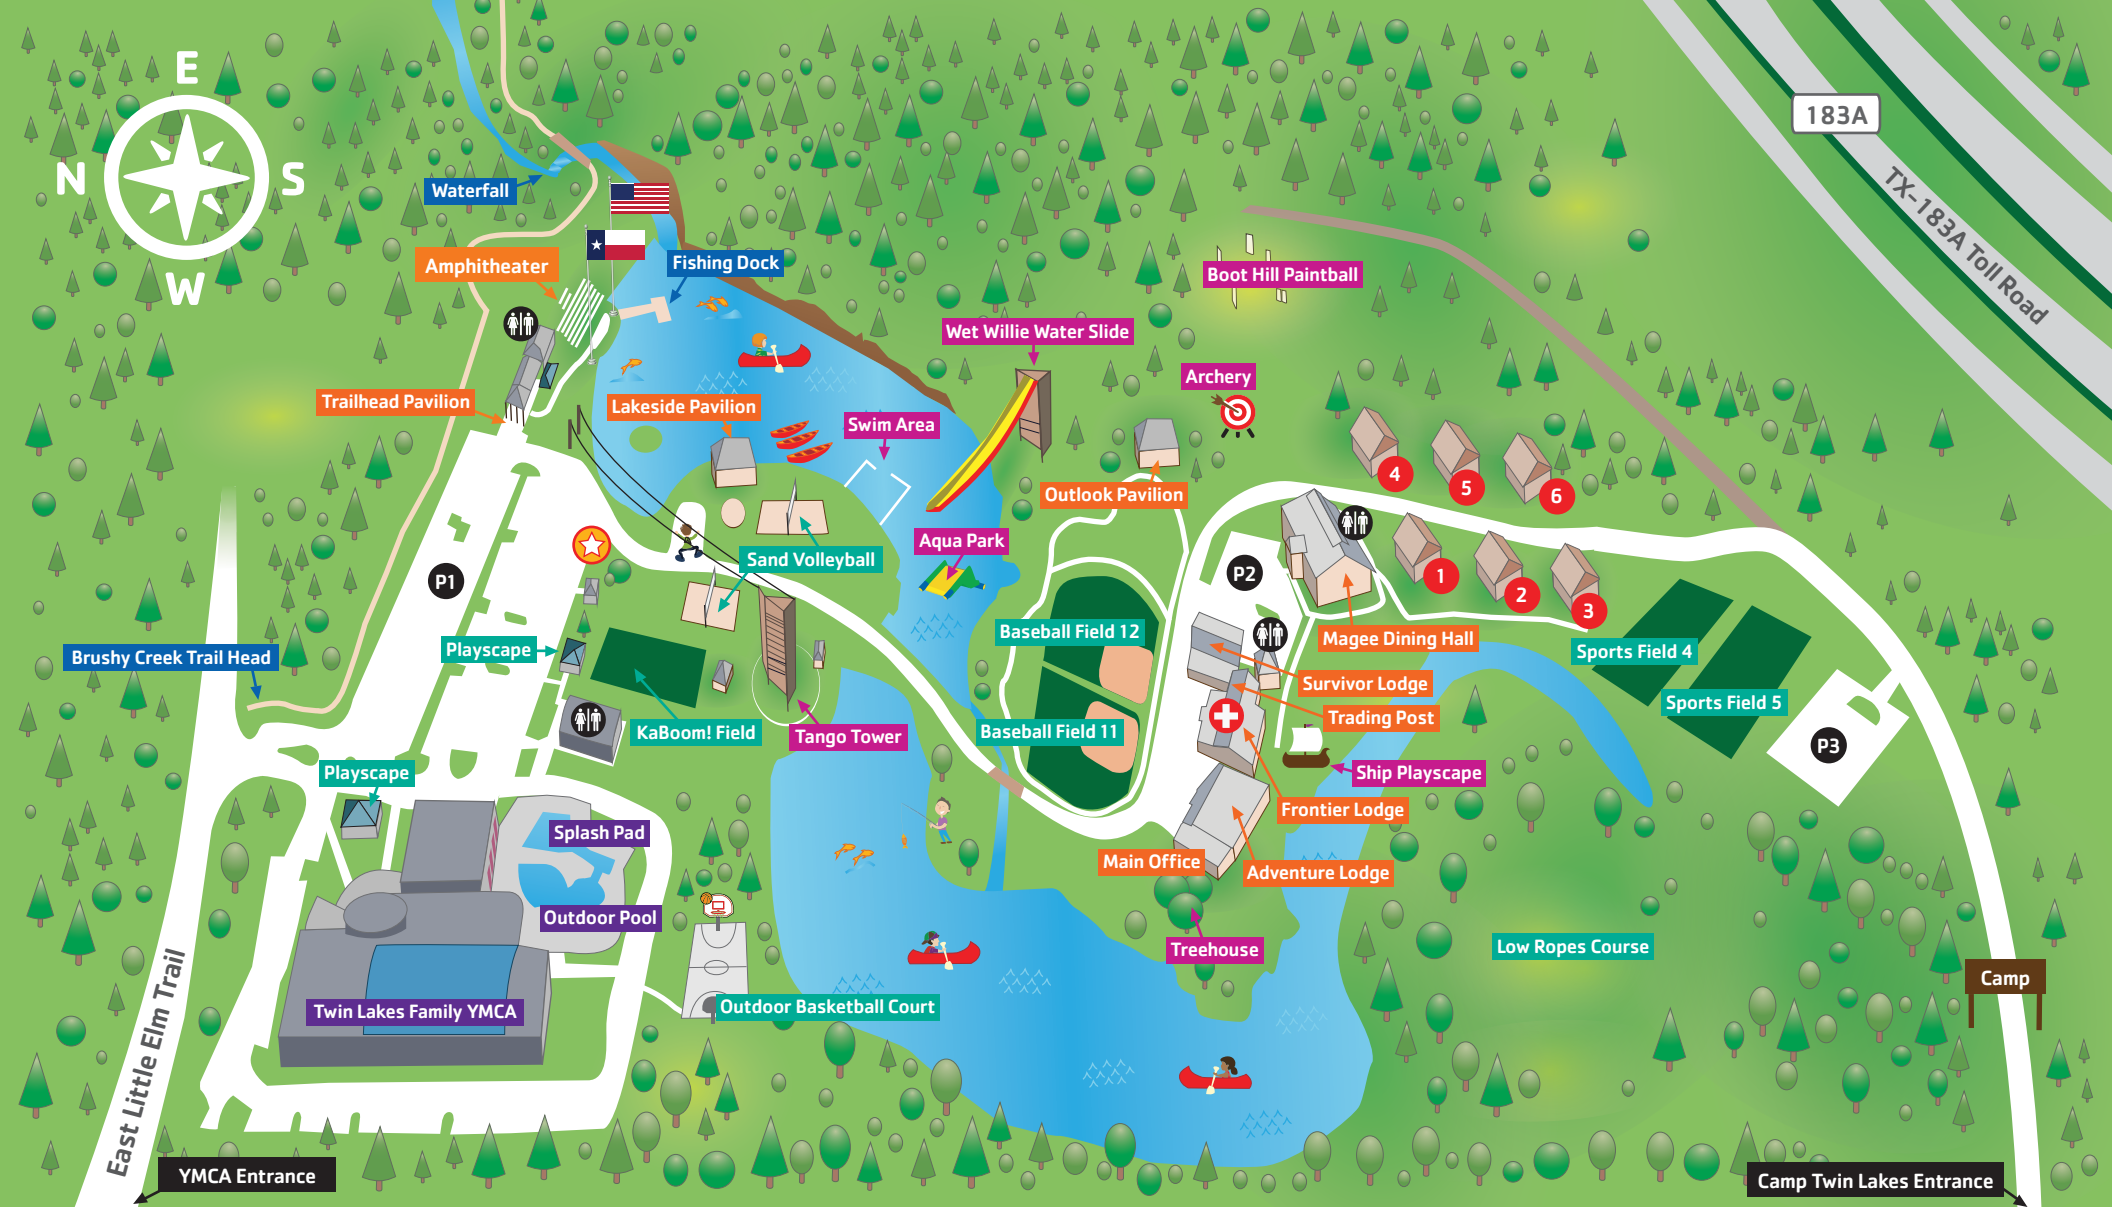 E
N
S
W
183A
TX-183A Toll Road
Waterfall
Amphitheater
Fishing Dock
Boot Hill Paintball
Wet Willie Water Slide
Archery
Trailhead Pavilion
Lakeside Pavilion
Swim Area
Outlook Pavilion
4
5
6
Aqua Park
Sand Volleyball
P1
P2
1
2
3
Baseball Field 12
Magee Dining Hall
Playscape
Sports Field 4
Brushy Creek Trail Head
Survivor Lodge
Sports Field 5
Trading Post
KaBoom! Field
Tango Tower
Baseball Field 11
P3
Playscape
Ship Playscape
Frontier Lodge
Splash Pad
Main Office
Adventure Lodge
Outdoor Pool
Treehouse
Low Ropes Course
Camp
Twin Lakes Family YMCA
Outdoor Basketball Court
East Little Elm Trail
YMCA Entrance
Camp Twin Lakes Entrance